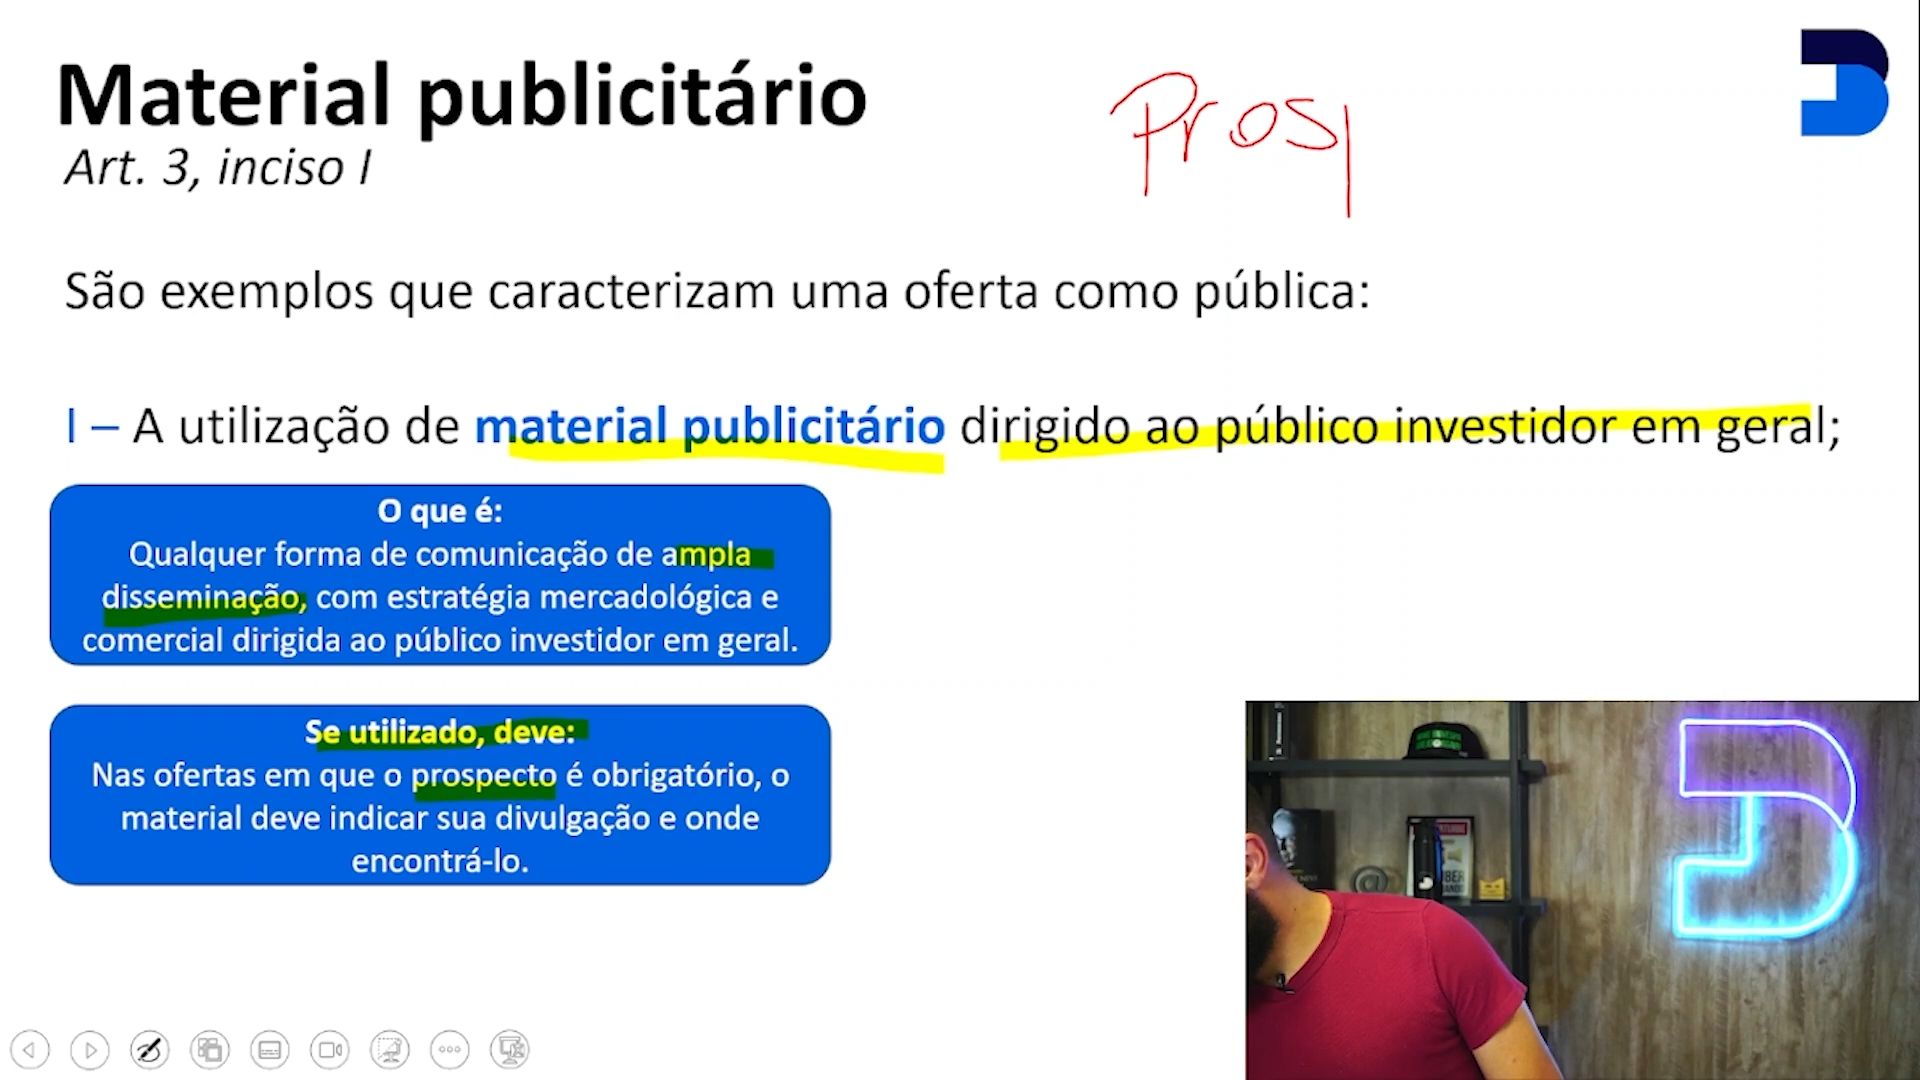 Material publicitário
Art. 3, inciso I
Prosp
São exemplos que caracterizam uma oferta como pública:
I – A utilização de material publicitário dirigido ao público investidor em geral;
O que é:
Qualquer forma de comunicação de ampla
disseminação, com estratégia mercadológica e
comercial dirigida ao público investidor em geral.
Se utilizado, deve:
Nas ofertas em que o prospecto é obrigatório, o
material deve indicar sua divulgação e onde
encontrá-lo.